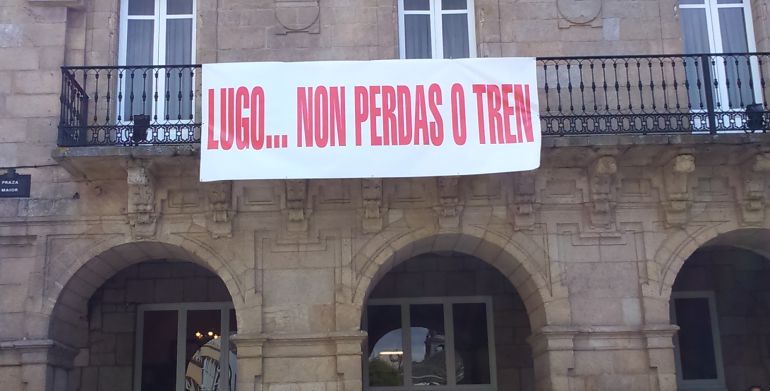 LUGO... NON PERDAS O TREN
PRAZA
MAIOR